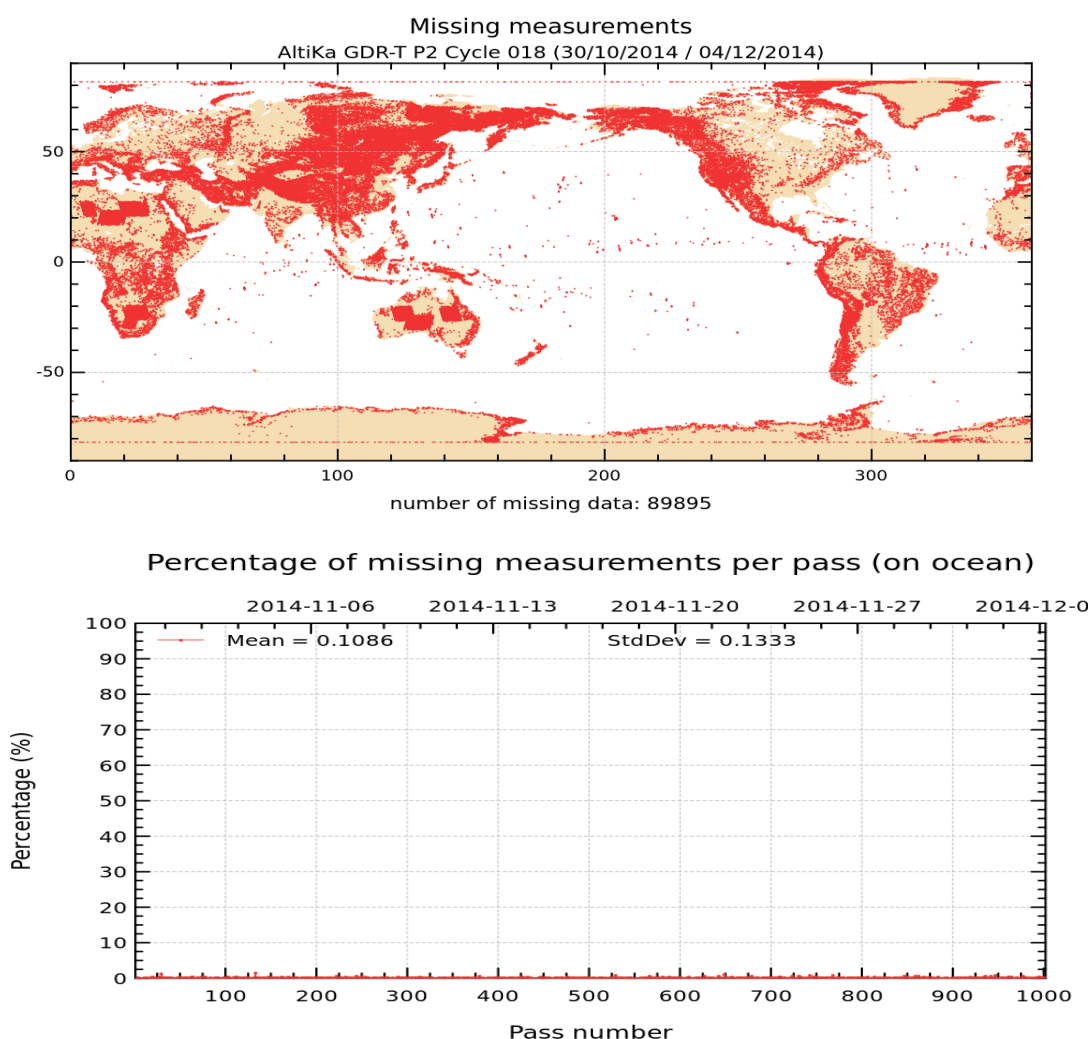 Missing measurements
AltiKa GDR-T P2 Cycle 018 (30/10/2014 / 04/12/2014)
50
0
-50
0 100 200 300
number of missing data: 89895
Percentage of missing measurements per pass (on ocean)
2014-11-06 2014-11-13 2014-11-20 2014-11-27 2014-12-0
Mean = 0.1086 StdDev = 0.1333
100
90
80
70
60
50
40
30
20
10
0
Percentage (%)
100 200 300 400 500 600 700 800 900 1000
Pass number